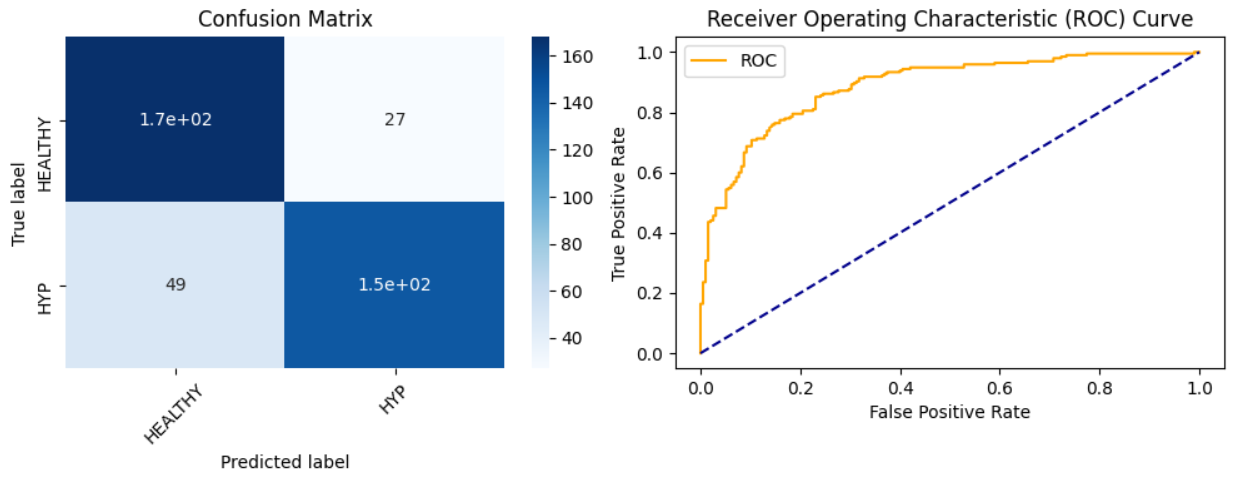 Confusion Matrix
True label
HEALTHY
HYP
1.7e+02
27
49
1.5e+02
HEALTHY
HYP
Predicted label
160
140
120
100
80
60
40
Receiver Operating Characteristic (ROC) Curve
ROC
True Positive Rate
1.0
0.8
0.6
0.4
0.2
0.0
0.0
0.2
0.4
0.6
0.8
1.0
False Positive Rate